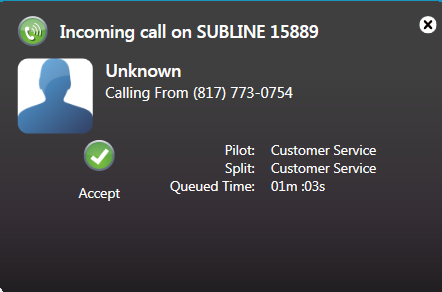 Incoming call on SUBLINE 15889
Unknown
Calling From (817) 773-0754
Accept
Pilot: Customer Service
Split: Customer Service
Queued Time: 01m :03s